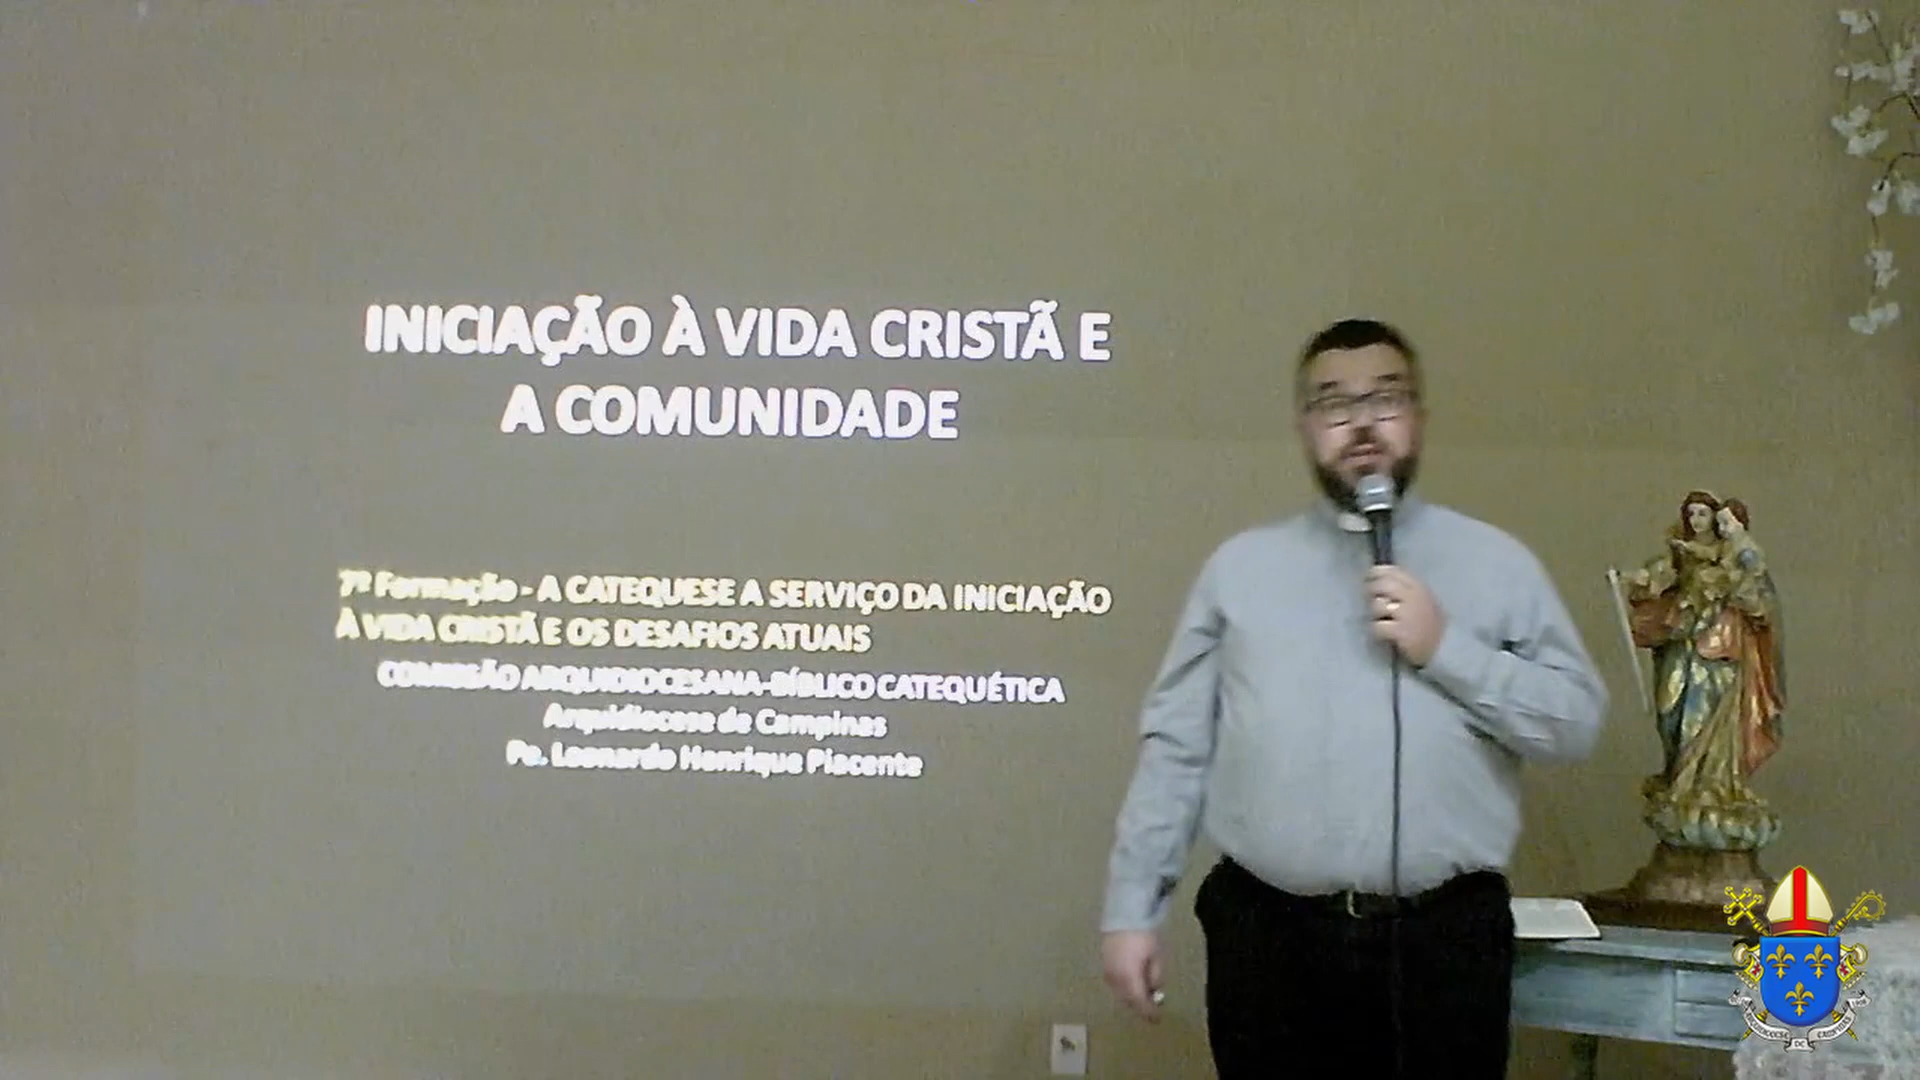 INICIAÇÃO À VIDA CRISTÃ E
A COMUNIDADE
7ª Formação - A CATEQUESE A SERVIÇO DA INICIAÇÃO
À VIDA CRISTÃ E OS DESAFIOS ATUAIS
COMISSÃO ARQUIDIOCESANA-BÍBLICO CATEQUÉTICA
Arquidiocese de Campinas
Pe. Leonardo Henrique Piacente